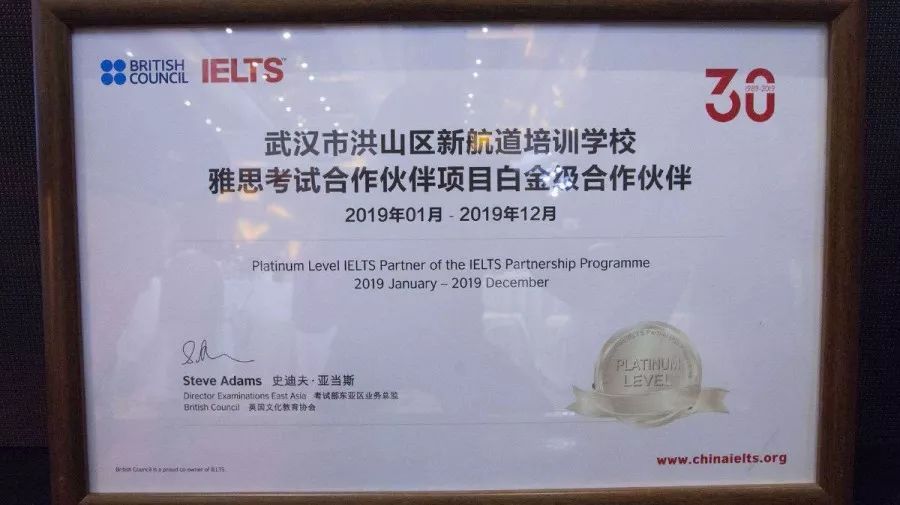 BRITISH COUNCIL IELTS™
30
1989-2019
武汉市洪山区新航道培训学校
雅思考试合作伙伴项目白金级合作伙伴
2019年01月 - 2019年12月
Platinum Level IELTS Partner of the IELTS Partnership Programme
2019 January – 2019 December
Steve Adams 史迪夫·亚当斯
Director Examinations East Asia 考试部东亚区业务总监
British Council 英国文化教育协会
PLATINUM
LEVEL
www.chinaielts.org
British Council is a proud co-owner of IELTS.